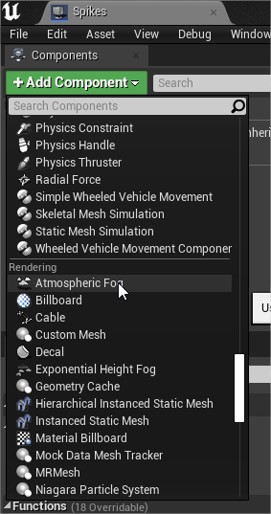 Spikes
File Edit Asset View Debug Window
Components
+ Add Component Search
Search Components
Physics Constraint
Physics Handle
Physics Thruster
Radial Force
Simple Wheeled Vehicle Movement
Skeletal Mesh Simulation
Static Mesh Simulation
Wheeled Vehicle Movement Componen
Rendering
Atmospheric Fog
Billboard
Cable
Custom Mesh
Decal
Exponential Height Fog
Geometry Cache
Hierarchical Instanced Static Mesh
Instanced Static Mesh
Material Billboard
Mock Data Mesh Tracker
MRMesh
Niagara Particle System
Functions (18 Overridable)